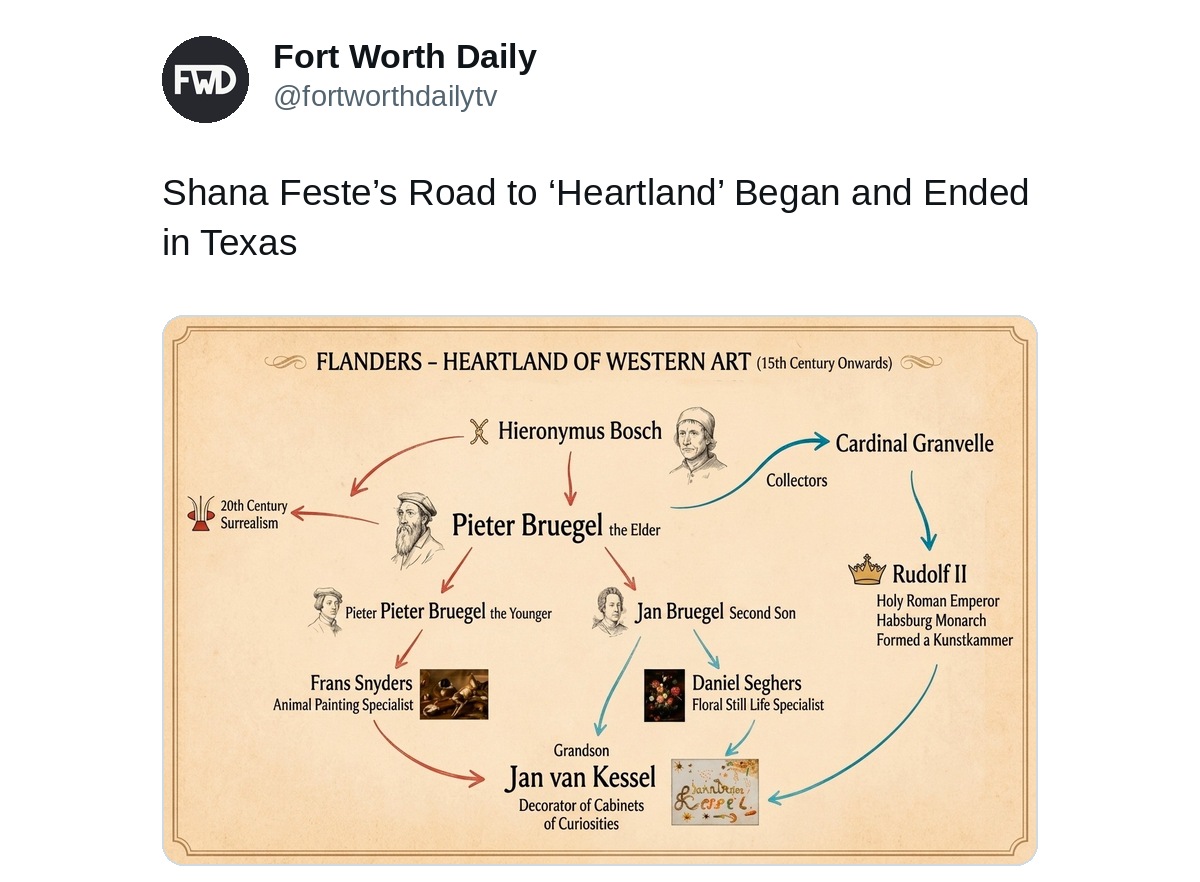 FWD
Fort Worth Daily
@fortworthdailytv
Shana Feste’s Road to ‘Heartland’ Began and Ended
in Texas
FLANDERS – HEARTLAND OF WESTERN ART (15th Century Onwards)
Hieronymus Bosch
Cardinal Granvelle
Collectors
20th Century
Surrealism
Pieter Bruegel the Elder
Rudolf II
Holy Roman Emperor
Habsburg Monarch
Formed a Kunstkammer
Pieter Pieter Bruegel the Younger
Jan Bruegel Second Son
Frans Snyders
Animal Painting Specialist
Daniel Seghers
Floral Still Life Specialist
Grandson
Jan van Kessel
Decorator of Cabinets
of Curiosities